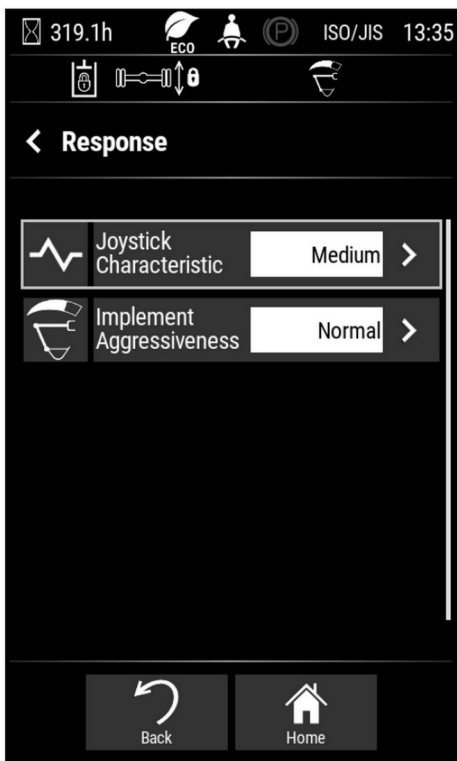 319.1h ECO P ISO/JIS 13:35
Response
Joystick
Characteristic
Medium
Implement
Aggressiveness
Normal
Back
Home